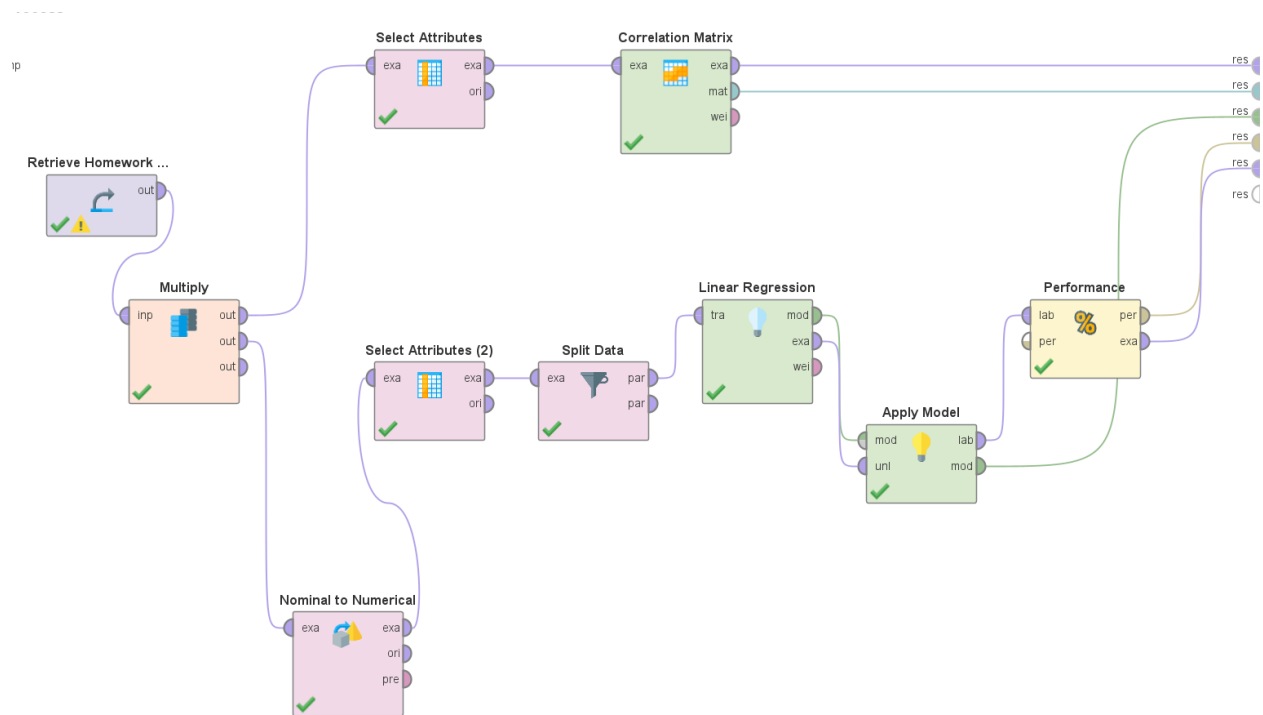 Select Attributes
Correlation Matrix
exa
exa
ori
exa
exa
mat
wei
res
res
res
res
res
res
Retrieve Homework ...
out
Multiply
inp
out
out
out
Select Attributes (2)
exa
exa
ori
Split Data
exa
par
par
Linear Regression
tra
mod
exa
wei
Performance
%
lab
per
per
exa
Apply Model
mod
lab
unl
mod
Nominal to Numerical
exa
exa
ori
pre